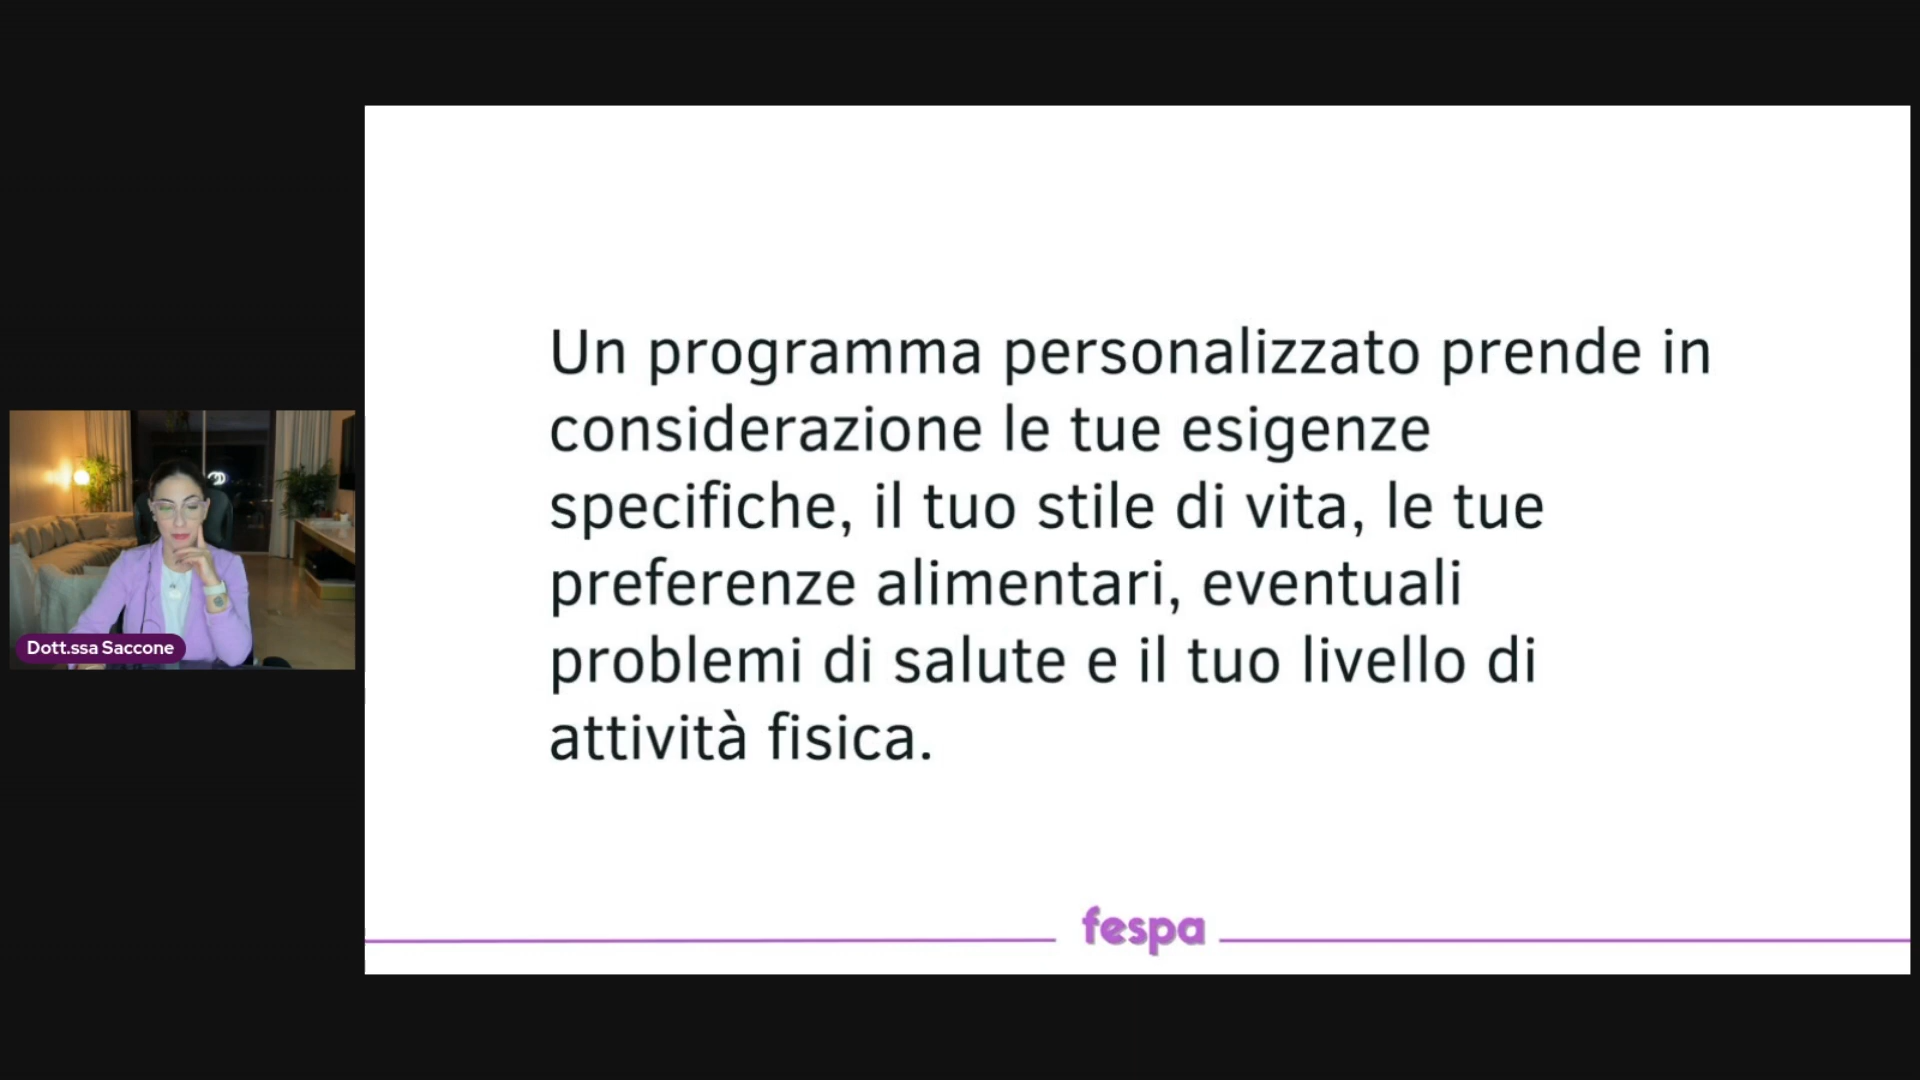 Un programma personalizzato prende in
considerazione le tue esigenze
specifiche, il tuo stile di vita, le tue
preferenze alimentari, eventuali
problemi di salute e il tuo livello di
attività fisica.
Dott.ssa Saccone
fespa